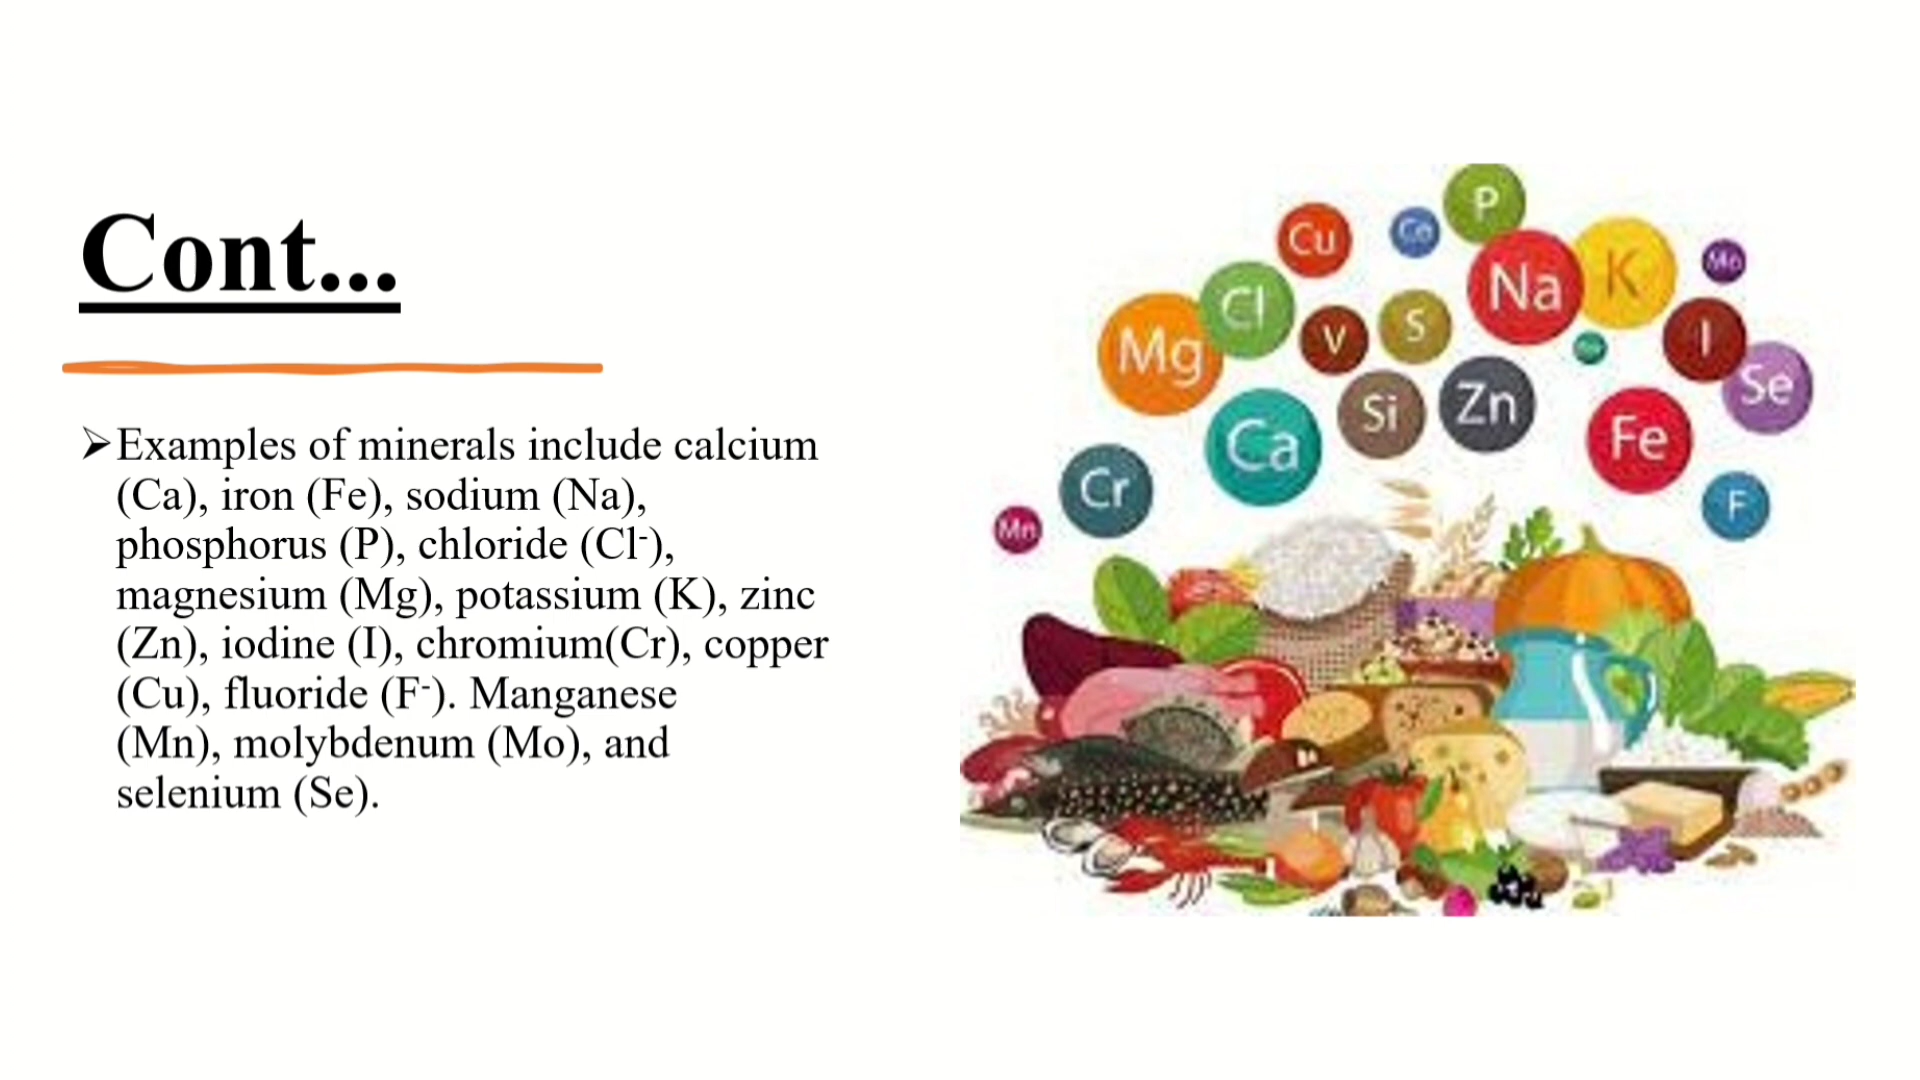 Cont...
➢Examples of minerals include calcium
(Ca), iron (Fe), sodium (Na),
phosphorus (P), chloride (Cl⁻),
magnesium (Mg), potassium (K), zinc
(Zn), iodine (I), chromium(Cr), copper
(Cu), fluoride (F⁻). Manganese
(Mn), molybdenum (Mo), and
selenium (Se).
P
Cu
Co
Na
K
Mo
Cl
Mg
V
S
I
Se
Si
Zn
Ca
Fe
Cr
F
Mn